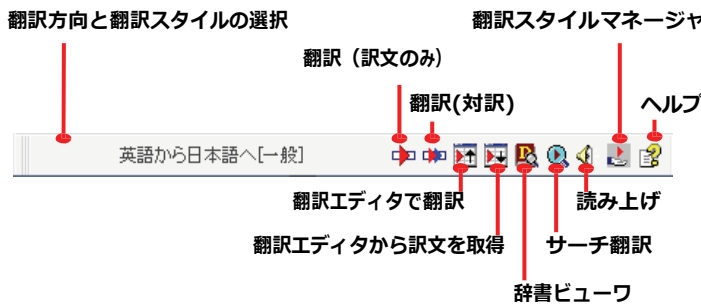 翻訳方向と翻訳スタイルの選択
翻訳スタイルマネージャ
翻訳（訳文のみ）
翻訳(対訳)
ヘルプ
英語から日本語へ[一般]
翻訳エディタで翻訳
読み上げ
翻訳エディタから訳文を取得
サーチ翻訳
辞書ビューワ